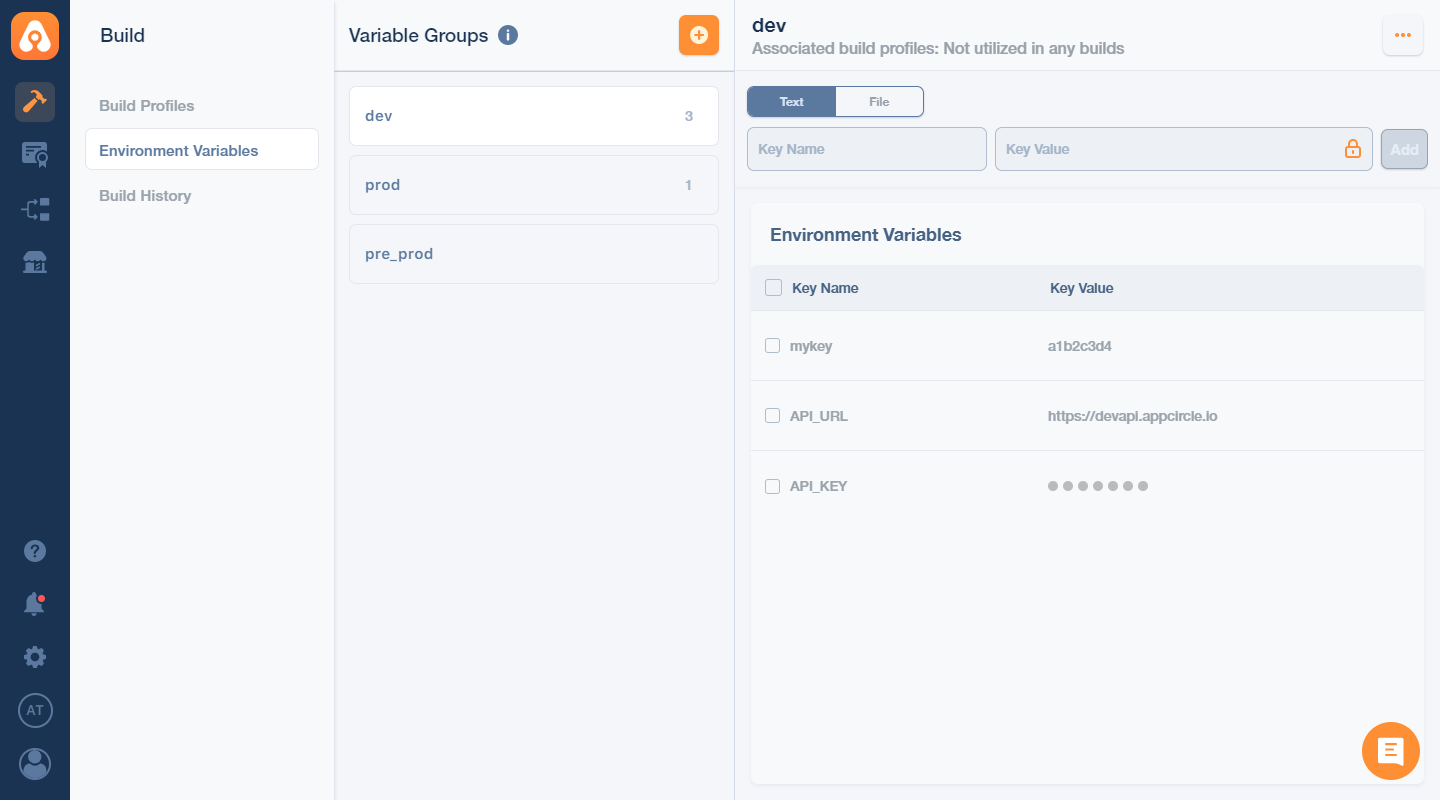 Build
Build Profiles
Environment Variables
Build History
AT
Variable Groups
dev 3
prod 1
pre_prod
dev
Associated build profiles: Not utilized in any builds
Text File
Key Name Key Value Add
Environment Variables
Key Name Key Value
mykey a1b2c3d4
API_URL https://devapi.appcircle.io
API_KEY